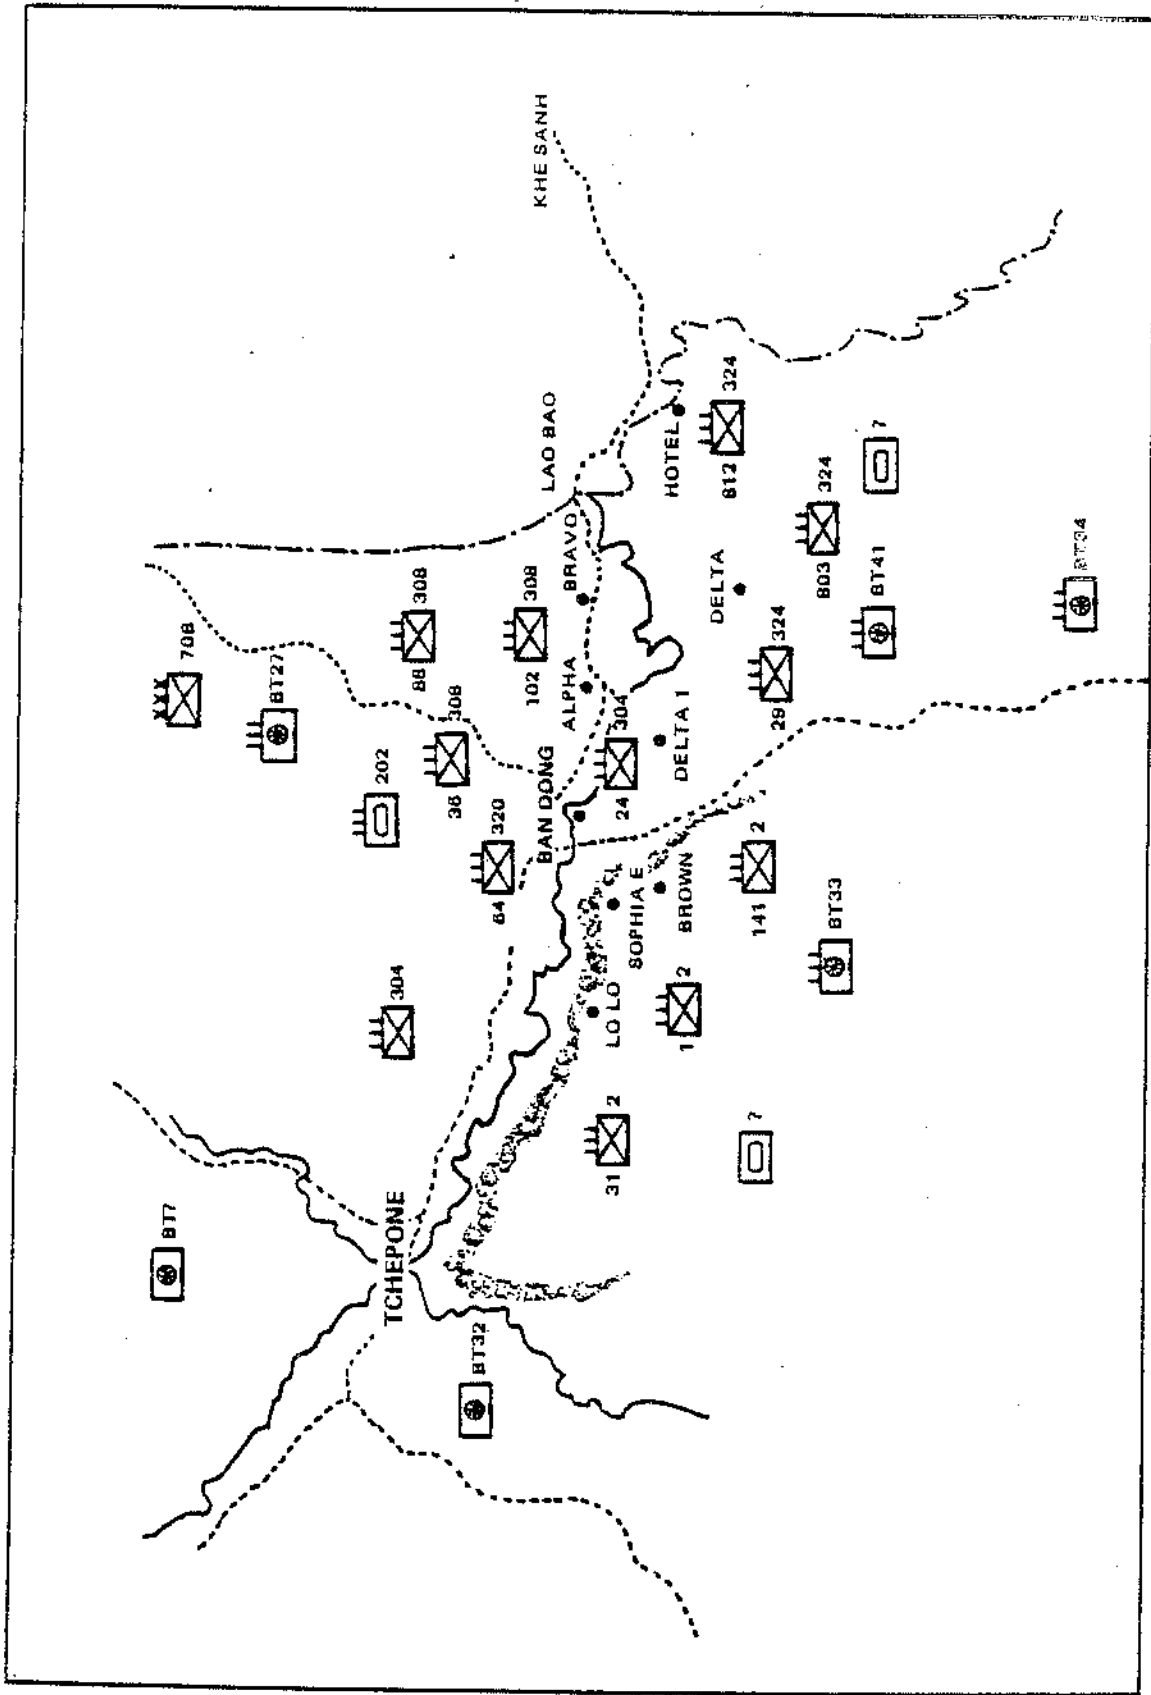 BT7
70B
BT27
202
304
88 308
TCHEPONE
36 308
BT32
64 320
102 308
KHE SANH
BAN DONG
LAO BAO
ALPHA
BRAVO
31 2
LO LO
24 304
SOPHIA E
HOTEL
DELTA 1
1 2
BROWN
DELTA
812 324
?
141 2
29 324
803 324
BT33
BT41
?
BT34